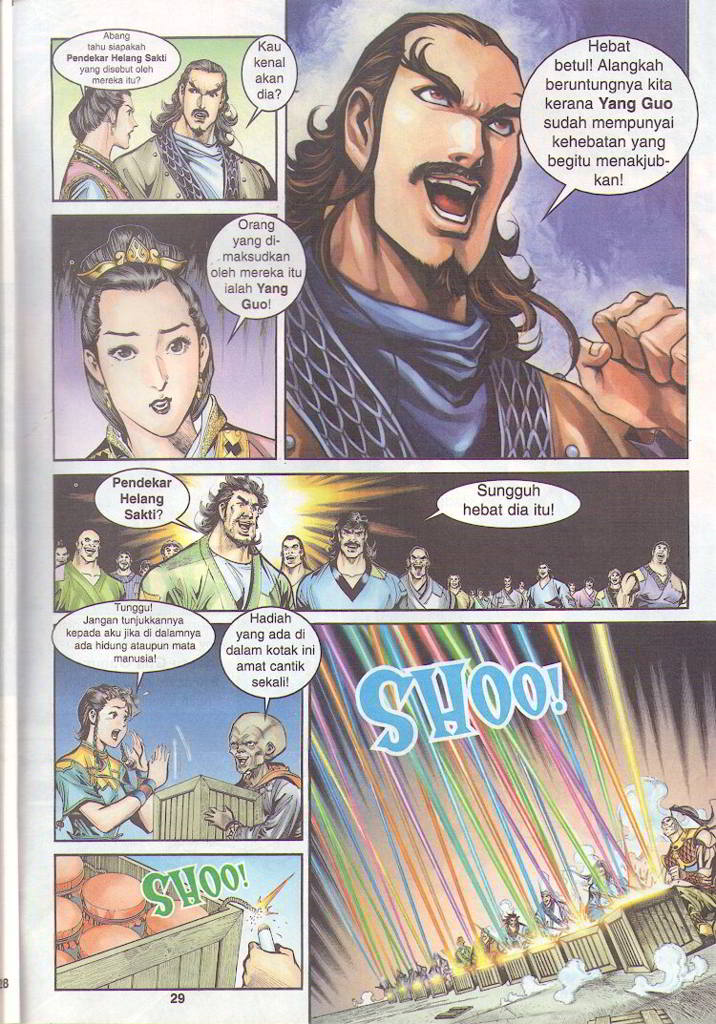 Abang
tahu siapakah
Pendekar Helang Sakti
yang disebut oleh
mereka itu?
Kau
kenal
akan
dia?
Orang
yang di-
maksudkan
oleh mereka itu
ialah Yang
Guo!
Hebat
betul! Alangkah
beruntungnya kita
kerana Yang Guo
sudah mempunyai
kehebatan yang
begitu menakjub-
kan!
Pendekar
Helang
Sakti?
Sungguh
hebat dia itu!
Tunggu!
Jangan tunjukkannya
kepada aku jika di dalamnya
ada hidung ataupun mata
manusia!
Hadiah
yang ada di
dalam kotak ini
amat cantik
sekali!
SHOO!
SHOO!
29